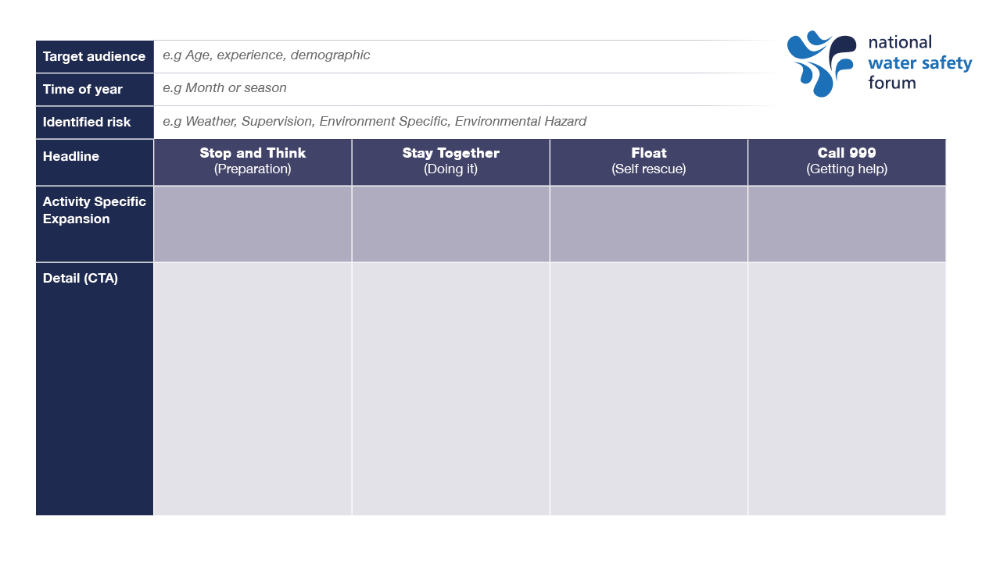 national
water safety
forum
Target audience e.g Age, experience, demographic
Time of year e.g Month or season
Identified risk e.g Weather, Supervision, Environment Specific, Environmental Hazard
Headline
Stop and Think
(Preparation)
Stay Together
(Doing it)
Float
(Self rescue)
Call 999
(Getting help)
Activity Specific
Expansion
Detail (CTA)